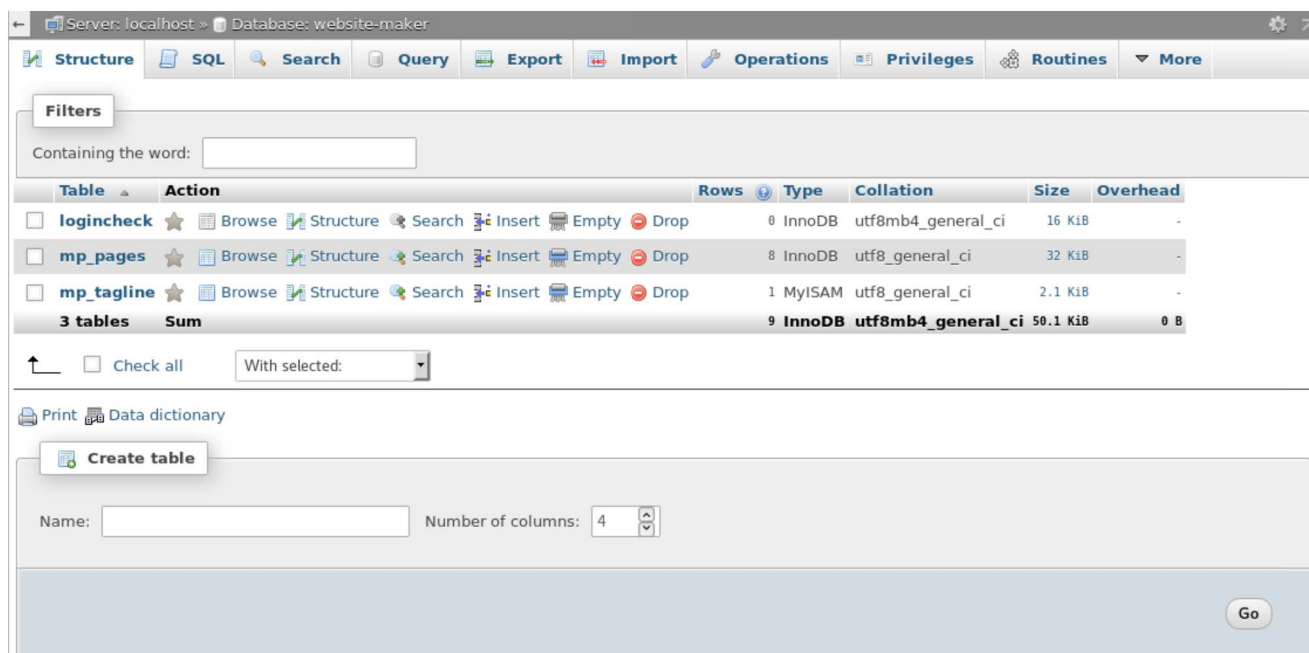 Server: localhost » Database: website-maker
Structure SQL Search Query Export Import Operations Privileges Routines More
Filters
Containing the word:
Table Action Rows Type Collation Size Overhead
logincheck Browse Structure Search Insert Empty Drop 0 InnoDB utf8mb4_general_ci 16 KiB -
mp_pages Browse Structure Search Insert Empty Drop 8 InnoDB utf8_general_ci 32 KiB -
mp_tagline Browse Structure Search Insert Empty Drop 1 MyISAM utf8_general_ci 2.1 KiB -
3 tables Sum 9 InnoDB utf8mb4_general_ci 50.1 KiB 0 B
Check all With selected:
Print Data dictionary
Create table
Name: Number of columns: 4
Go